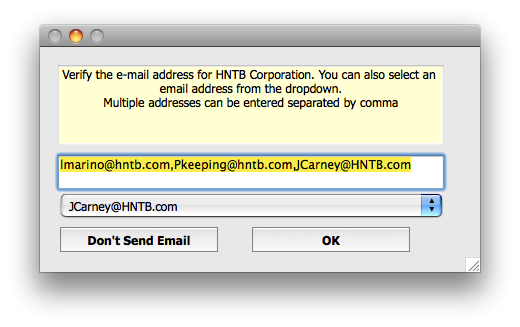 Verify the e-mail address for HNTB Corporation. You can also select an
email address from the dropdown.
Multiple addresses can be entered separated by comma
lmarino@hntb.com,Pkeeping@hntb.com,JCarney@HNTB.com
JCarney@HNTB.com
Don't Send Email
OK